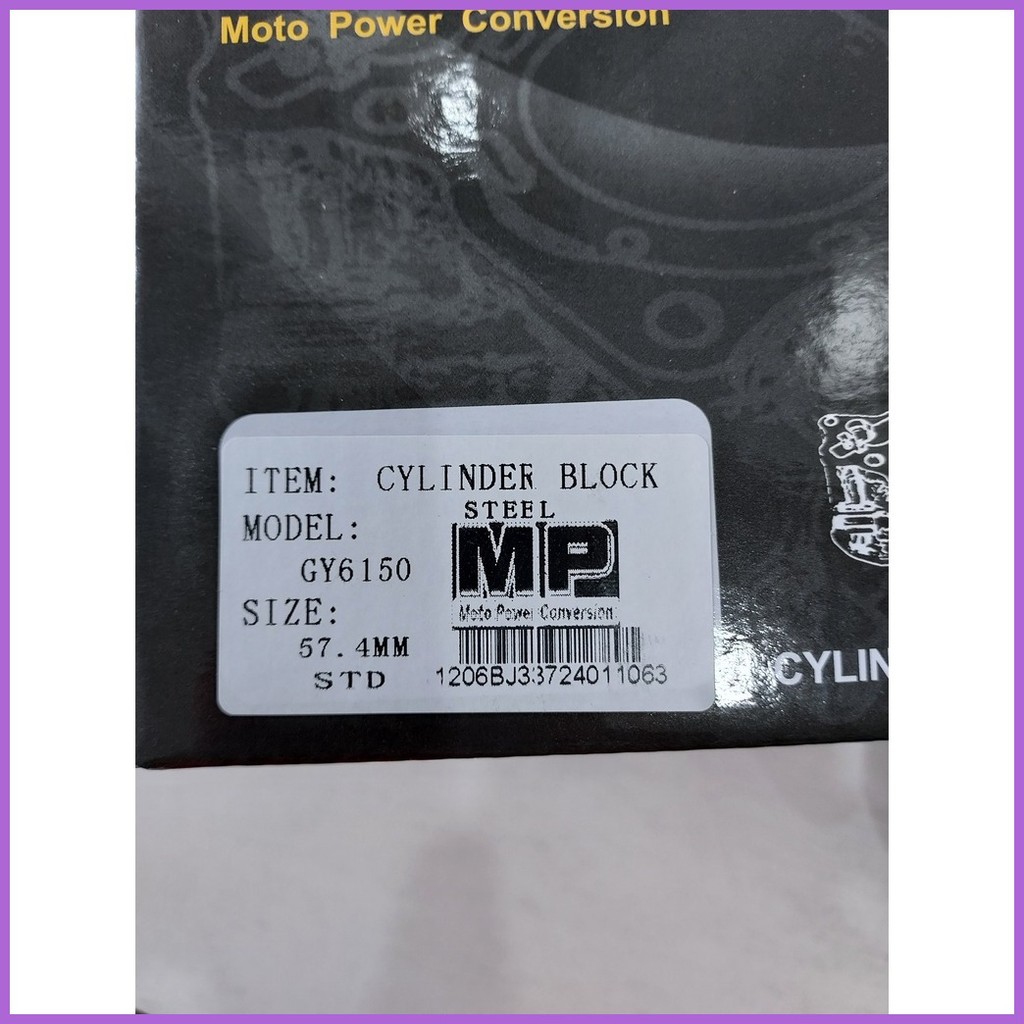 Moto Power Conversion
ITEM: CYLINDER BLOCK
STEEL
MODEL:
GY6150
MP
Moto Power Conversion
SIZE:
57.4MM
STD
1206BJ33724011063
CYLIN